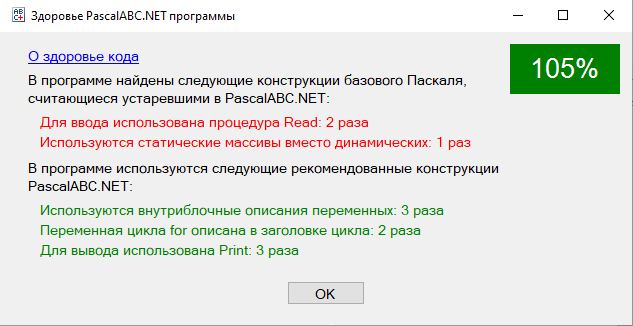 Здоровье PascalABC.NET программы
О здоровье кода
105%
В программе найдены следующие конструкции базового Паскаля,
считающиеся устаревшими в PascalABC.NET:
Для ввода использована процедура Read: 2 раза
Используются статические массивы вместо динамических: 1 раз
В программе используются следующие рекомендованные конструкции
PascalABC.NET:
Используются внутриблочные описания переменных: 3 раза
Переменная цикла for описана в заголовке цикла: 2 раза
Для вывода использована Print: 3 раза
OK